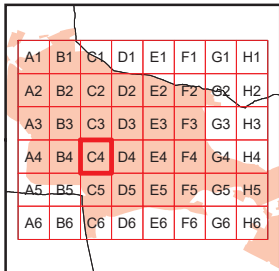 A1 B1 C1 D1 E1 F1 G1 H1
A2 B2 C2 D2 E2 F2 G2 H2
A3 B3 C3 D3 E3 F3 G3 H3
A4 B4 C4 D4 E4 F4 G4 H4
A5 B5 C5 D5 E5 F5 G5 H5
A6 B6 C6 D6 E6 F6 G6 H6